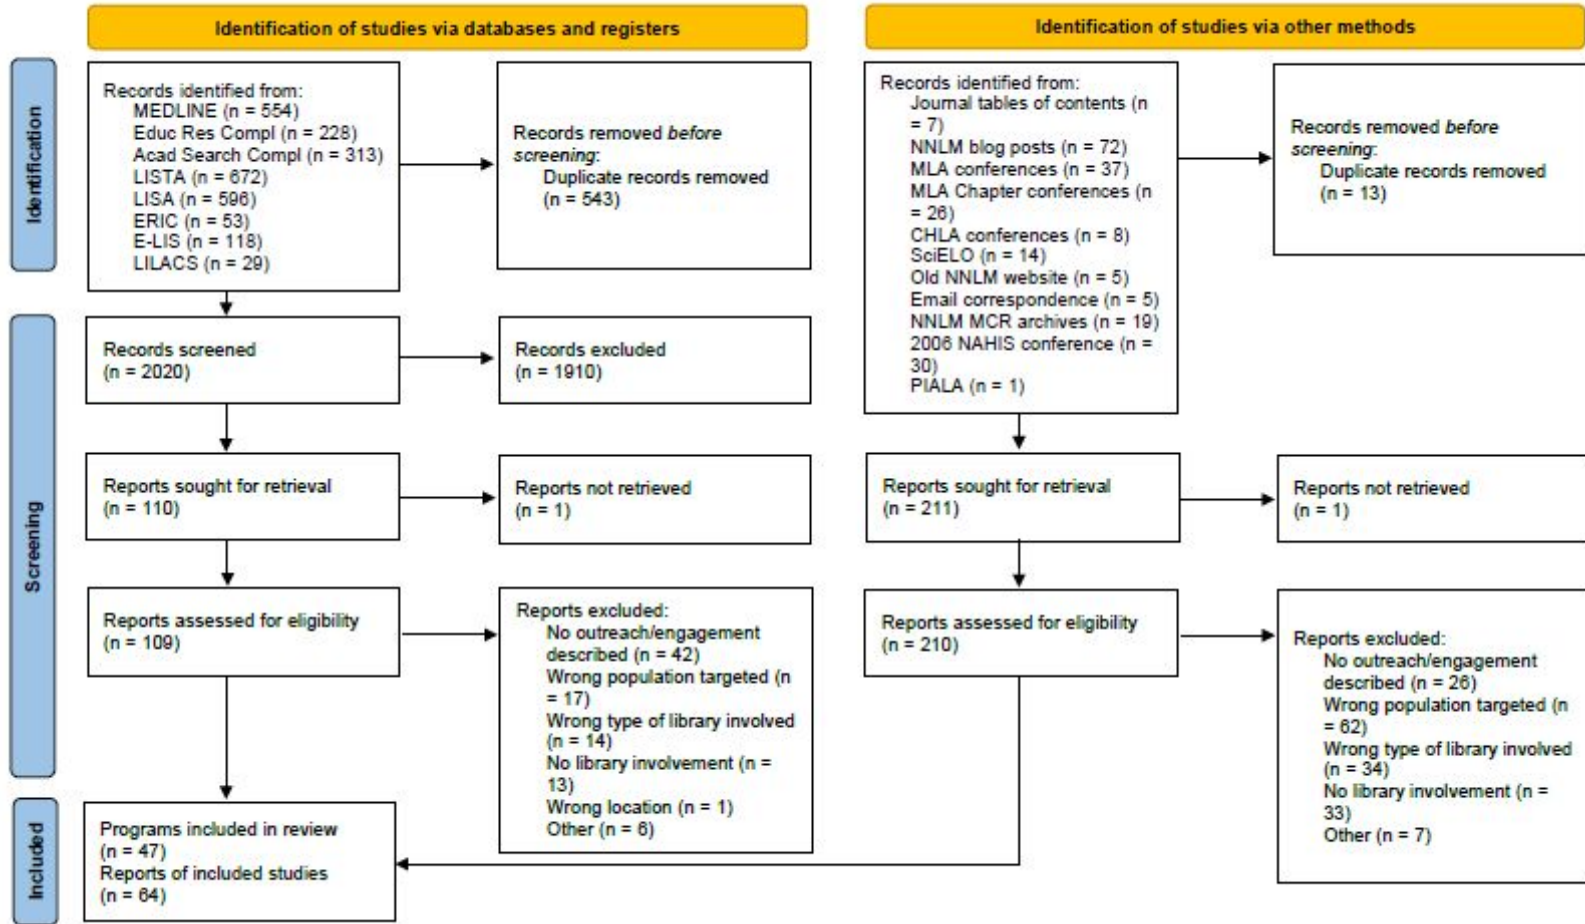 Identification of studies via databases and registers
Identification of studies via other methods
Identification
Records identified from:
MEDLINE (n = 554)
Educ Res Compl (n = 228)
Acad Search Compl (n = 313)
LISTA (n = 672)
LISA (n = 596)
ERIC (n = 53)
E-LIS (n = 118)
LILACS (n = 29)
Records removed before
screening:
Duplicate records removed
(n = 543)
Records identified from:
Journal tables of contents (n
= 7)
NNLM blog posts (n = 72)
MLA conferences (n = 37)
MLA Chapter conferences (n
= 26)
CHLA conferences (n = 8)
SciELO (n = 14)
Old NNLM website (n = 5)
Email correspondence (n = 5)
NNLM MCR archives (n = 19)
2006 NAHIS conference (n =
30)
PIALA (n = 1)
Records removed before
screening:
Duplicate records removed
(n = 13)
Screening
Records screened
(n = 2020)
Records excluded
(n = 1910)
Reports sought for retrieval
(n = 110)
Reports not retrieved
(n = 1)
Reports sought for retrieval
(n = 211)
Reports not retrieved
(n = 1)
Reports assessed for eligibility
(n = 109)
Reports excluded:
No outreach/engagement
described (n = 42)
Wrong population targeted (n
= 17)
Wrong type of library involved
(n = 14)
No library involvement (n =
13)
Wrong location (n = 1)
Other (n = 6)
Reports assessed for eligibility
(n = 210)
Reports excluded:
No outreach/engagement
described (n = 26)
Wrong population targeted (n
= 62)
Wrong type of library involved
(n = 34)
No library involvement (n =
33)
Other (n = 7)
Included
Programs included in review
(n = 47)
Reports of included studies
(n = 64)